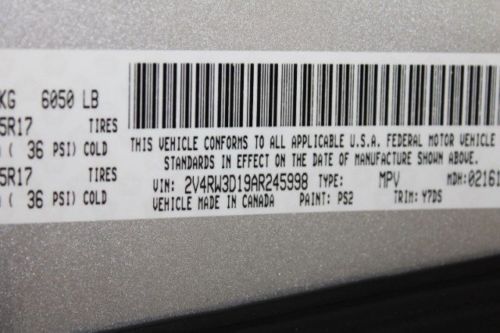 KG 6050 LB
5R17 TIRES
( 36 PSI) COLD
5R17 TIRES
( 36 PSI) COLD
THIS VEHICLE CONFORMS TO ALL APPLICABLE U.S.A. FEDERAL MOTOR VEHICLE
STANDARDS IN EFFECT ON THE DATE OF MANUFACTURE SHOWN ABOVE.
VIN: 2V4RW3D19AR245998 TYPE: MPV MDH:02161
VEHICLE MADE IN CANADA PAINT: PS2 TRIM: Y7DS